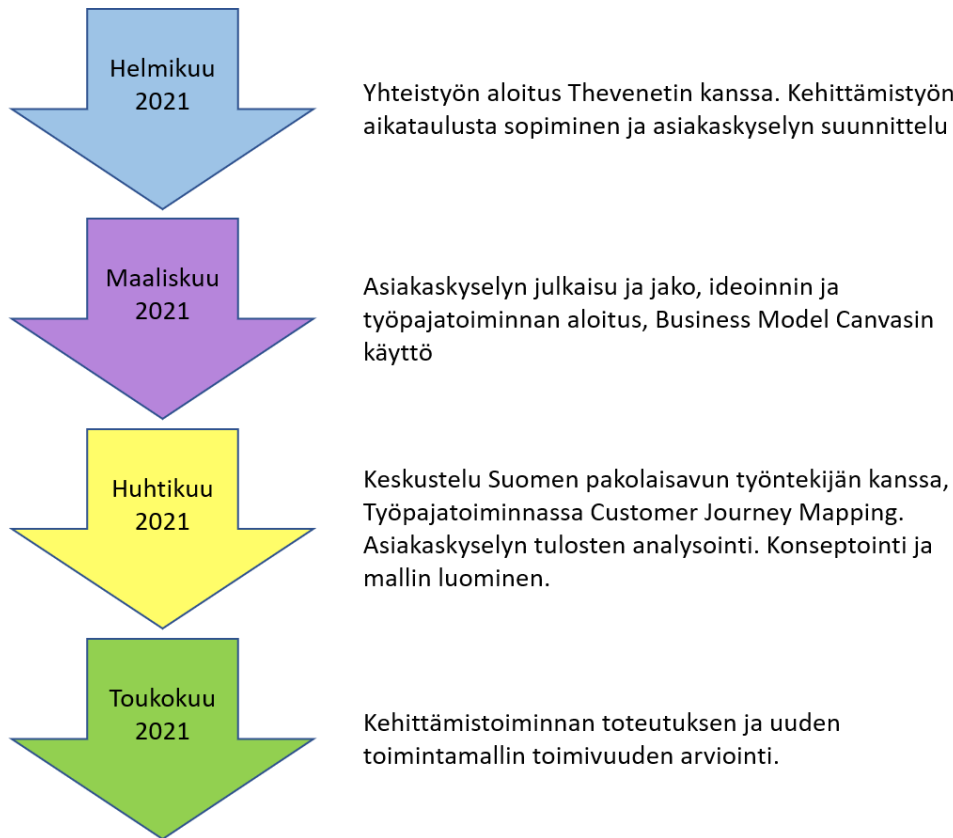 Helmikuu
2021
Yhteistyön aloitus Thevenetin kanssa. Kehittämistyön
aikataulusta sopiminen ja asiakaskyselyn suunnittelu
Maaliskuu
2021
Asiakaskyselyn julkaisu ja jako, ideoinnin ja
työpajatoiminnan aloitus, Business Model Canvasin
käyttö
Huhtikuu
2021
Keskustelu Suomen pakolaisavun työntekijän kanssa,
Työpajatoiminnassa Customer Journey Mapping.
Asiakaskyselyn tulosten analysointi. Konseptointi ja
mallin luominen.
Toukokuu
2021
Kehittämistoiminnan toteutuksen ja uuden
toimintamallin toimivuuden arviointi.